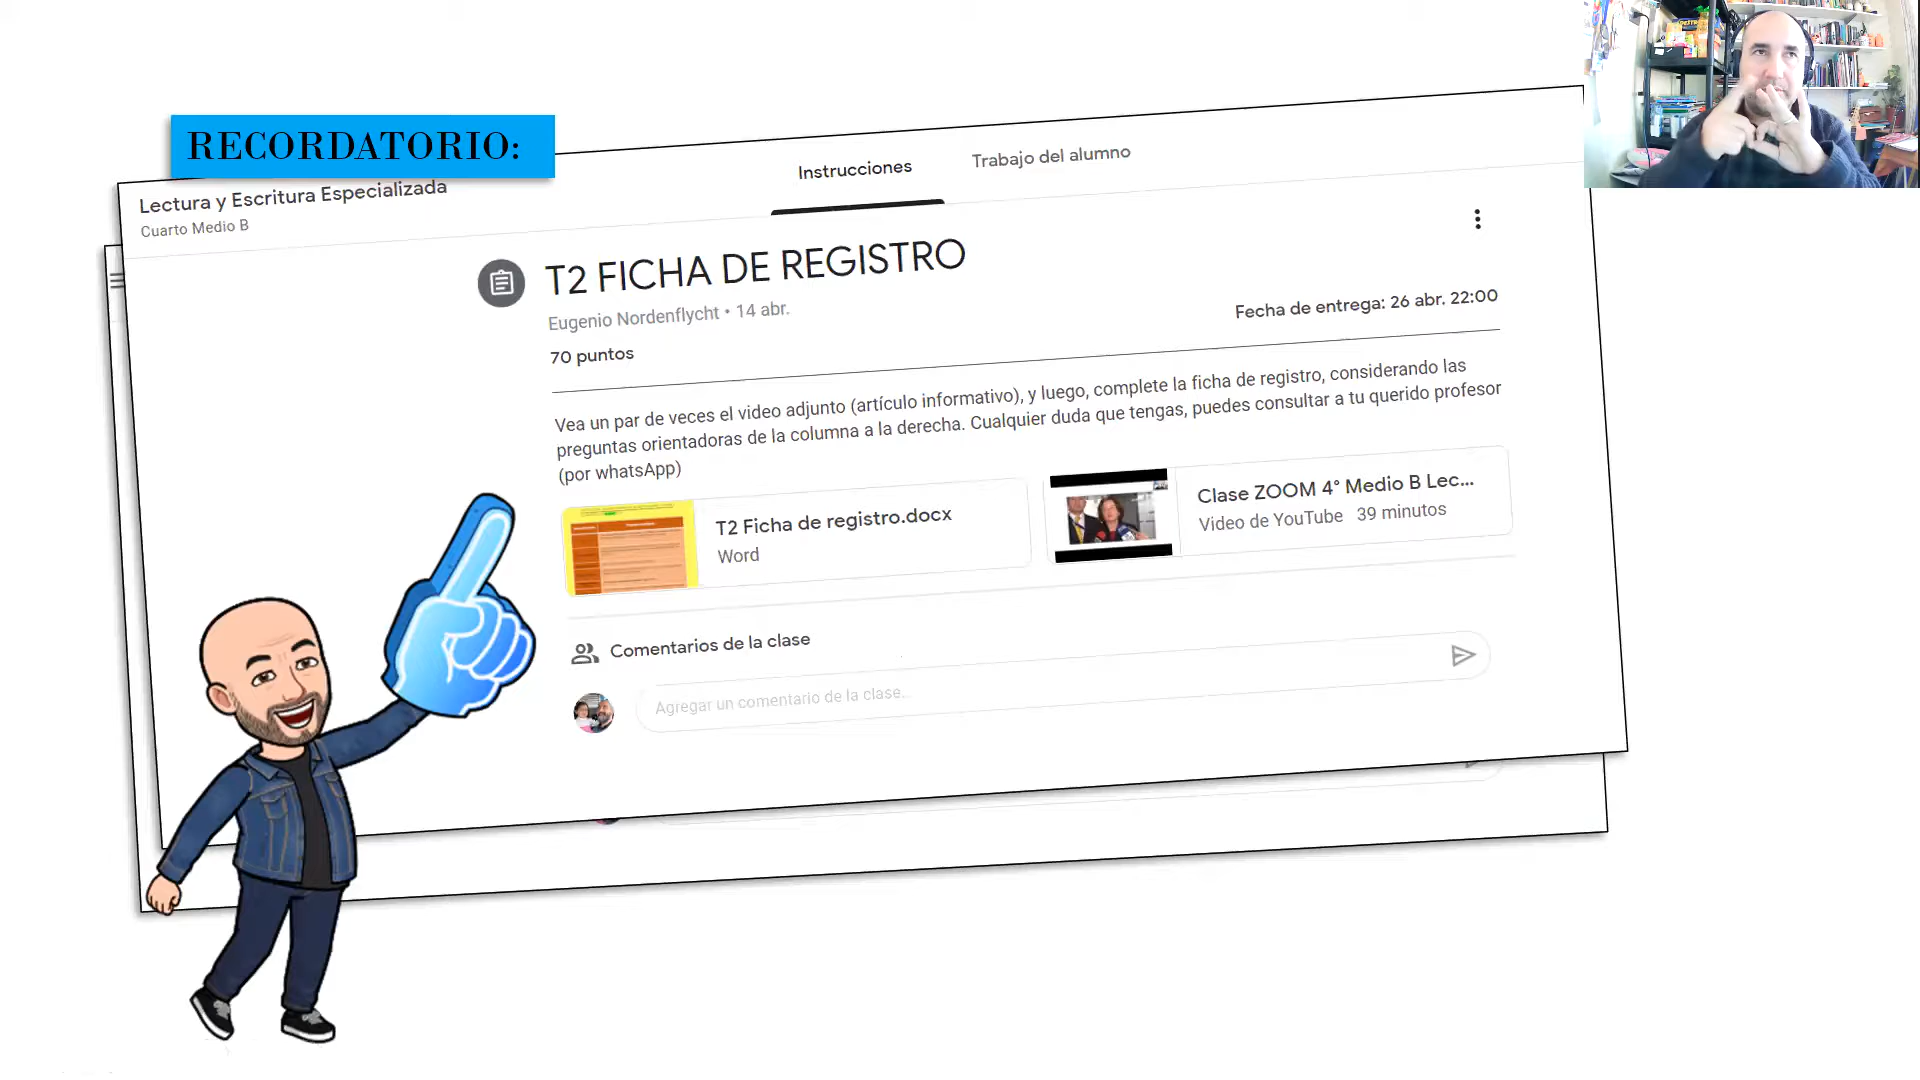 RECORDATORIO:
Lectura y Escritura Especializada
Cuarto Medio B
Instrucciones
Trabajo del alumno
T2 FICHA DE REGISTRO
Eugenio Nordenflycht • 14 abr.
70 puntos
Fecha de entrega: 26 abr. 22:00
Vea un par de veces el video adjunto (artículo informativo), y luego, complete la ficha de registro, considerando las
preguntas orientadoras de la columna a la derecha. Cualquier duda que tengas, puedes consultar a tu querido profesor
(por whatsApp)
T2 Ficha de registro.docx
Word
Clase ZOOM 4° Medio B Lec...
Video de YouTube 39 minutos
Comentarios de la clase
Agregar un comentario de la clase...